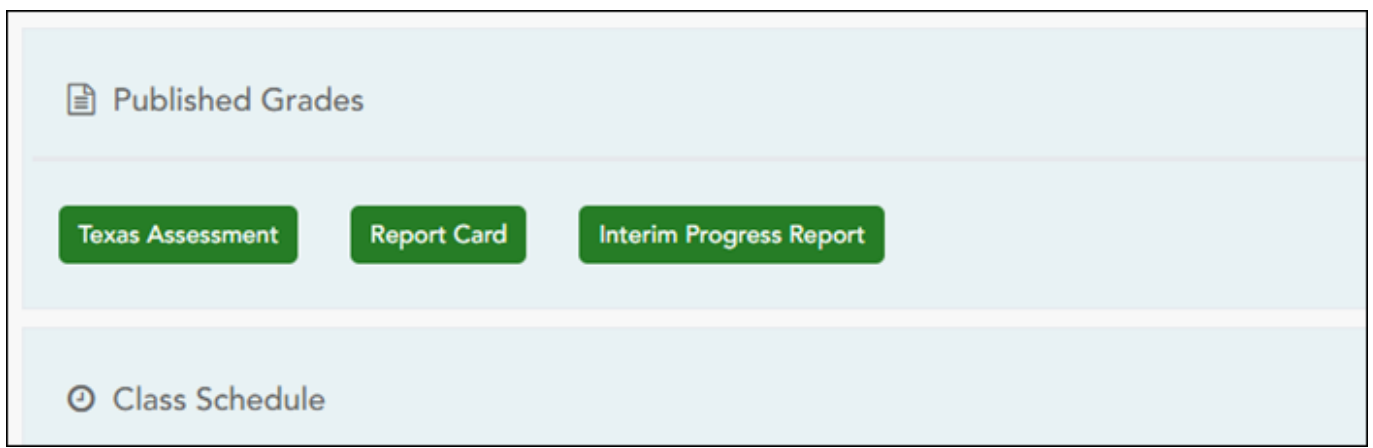 Published Grades
Texas Assessment
Report Card
Interim Progress Report
Class Schedule